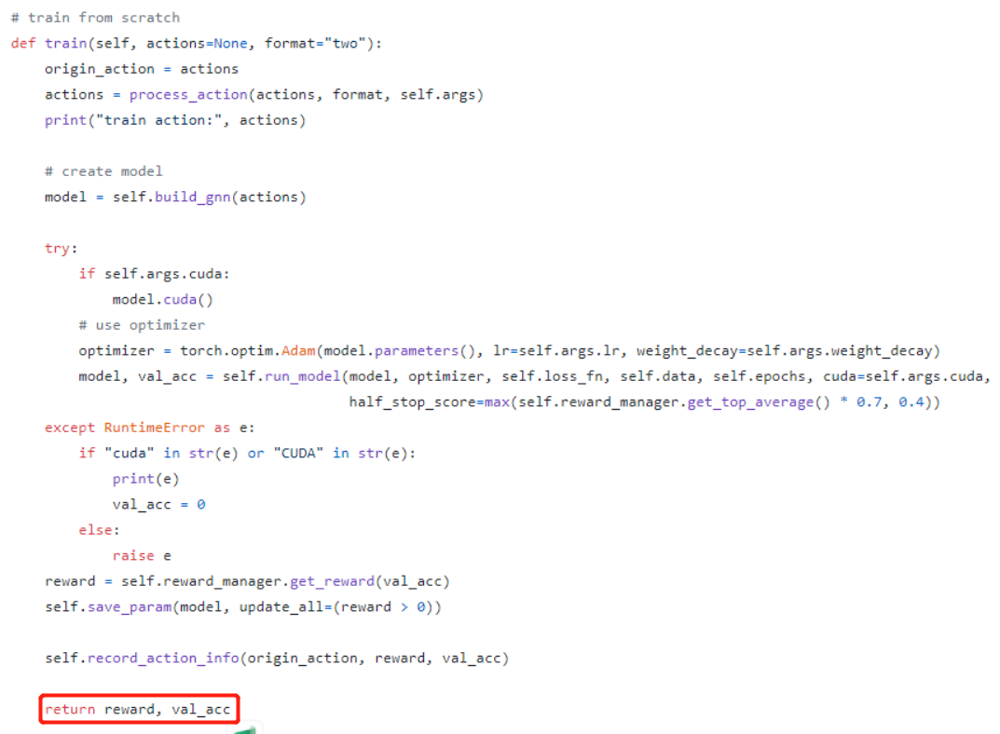 # train from scratch
def train(self, actions=None, format="two"):
    origin_action = actions
    actions = process_action(actions, format, self.args)
    print("train action:", actions)

    # create model
    model = self.build_gnn(actions)

    try:
        if self.args.cuda:
            model.cuda()
        # use optimizer
        optimizer = torch.optim.Adam(model.parameters(), lr=self.args.lr, weight_decay=self.args.weight_decay)
        model, val_acc = self.run_model(model, optimizer, self.loss_fn, self.data, self.epochs, cuda=self.args.cuda,
                                        half_stop_score=max(self.reward_manager.get_top_average() * 0.7, 0.4))
    except RuntimeError as e:
        if "cuda" in str(e) or "CUDA" in str(e):
            print(e)
            val_acc = 0
        else:
            raise e
    reward = self.reward_manager.get_reward(val_acc)
    self.save_param(model, update_all=(reward > 0))

    self.record_action_info(origin_action, reward, val_acc)

    return reward, val_acc